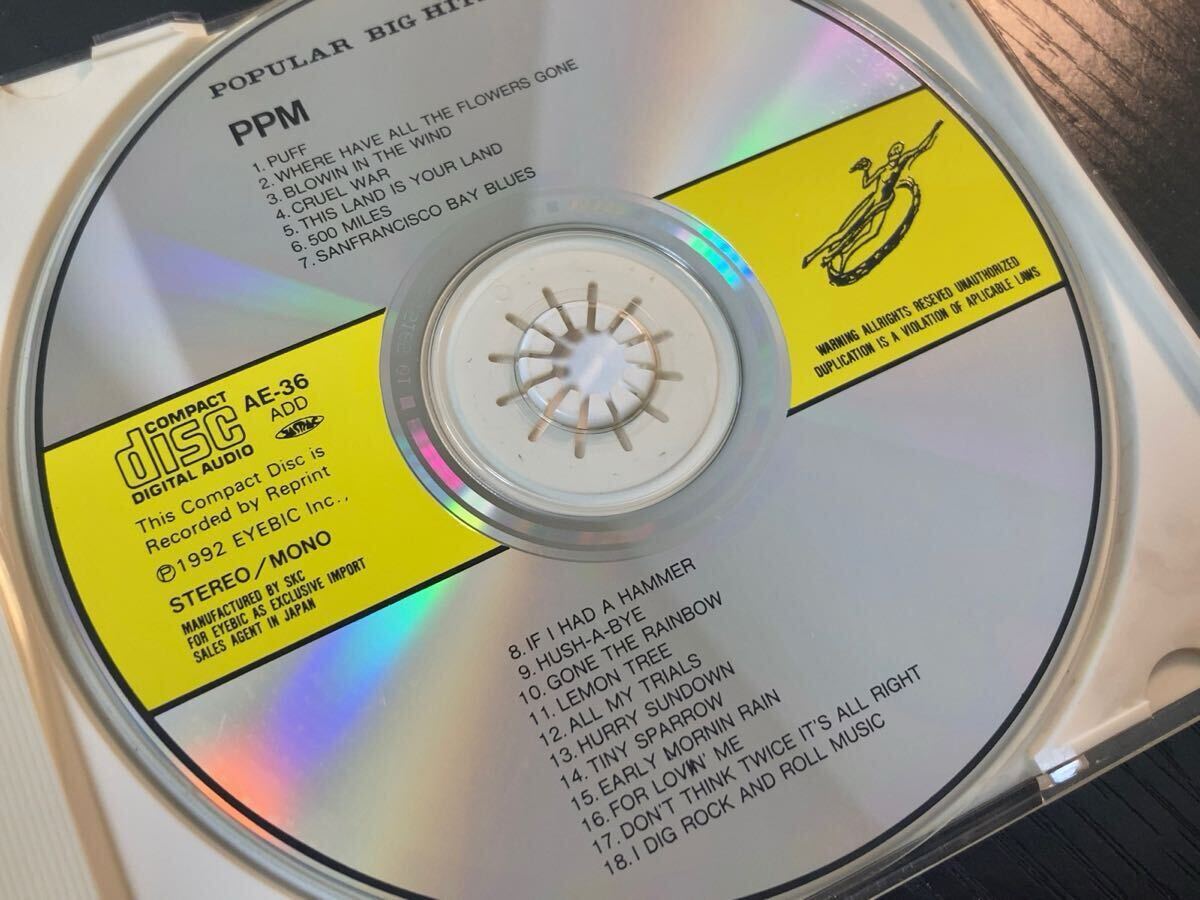 POPULAR BIG HIT
PPM
1. PUFF
2. WHERE HAVE ALL THE FLOWERS GONE
3. BLOWIN IN THE WIND
4. CRUEL WAR
5. THIS LAND IS YOUR LAND
6. 500 MILES
7. SANFRANCISCO BAY BLUES
WARNING ALLRIGHTS RESEVED UNAUTHORIZED
DUPLICATION IS A VIOLATION OF APLICABLE LAWS
COMPACT
disc
DIGITAL AUDIO
AE-36
ADD
This Compact Disc is
Recorded by Reprint
℗1992 EYEBIC Inc.,
STEREO/MONO
MANUFACTURED BY SKC
FOR EYEBIC AS EXCLUSIVE IMPORT
SALES AGENT IN JAPAN
8. IF I HAD A HAMMER
9. HUSH-A-BYE
10. GONE THE RAINBOW
11. LEMON TREE
12. ALL MY TRIALS
13. HURRY SUNDOWN
14. TINY SPARROW
15. EARLY MORNIN RAIN
16. FOR LOVIN' ME
17. DON'T THINK TWICE IT'S ALL RIGHT
18. I DIG ROCK AND ROLL MUSIC